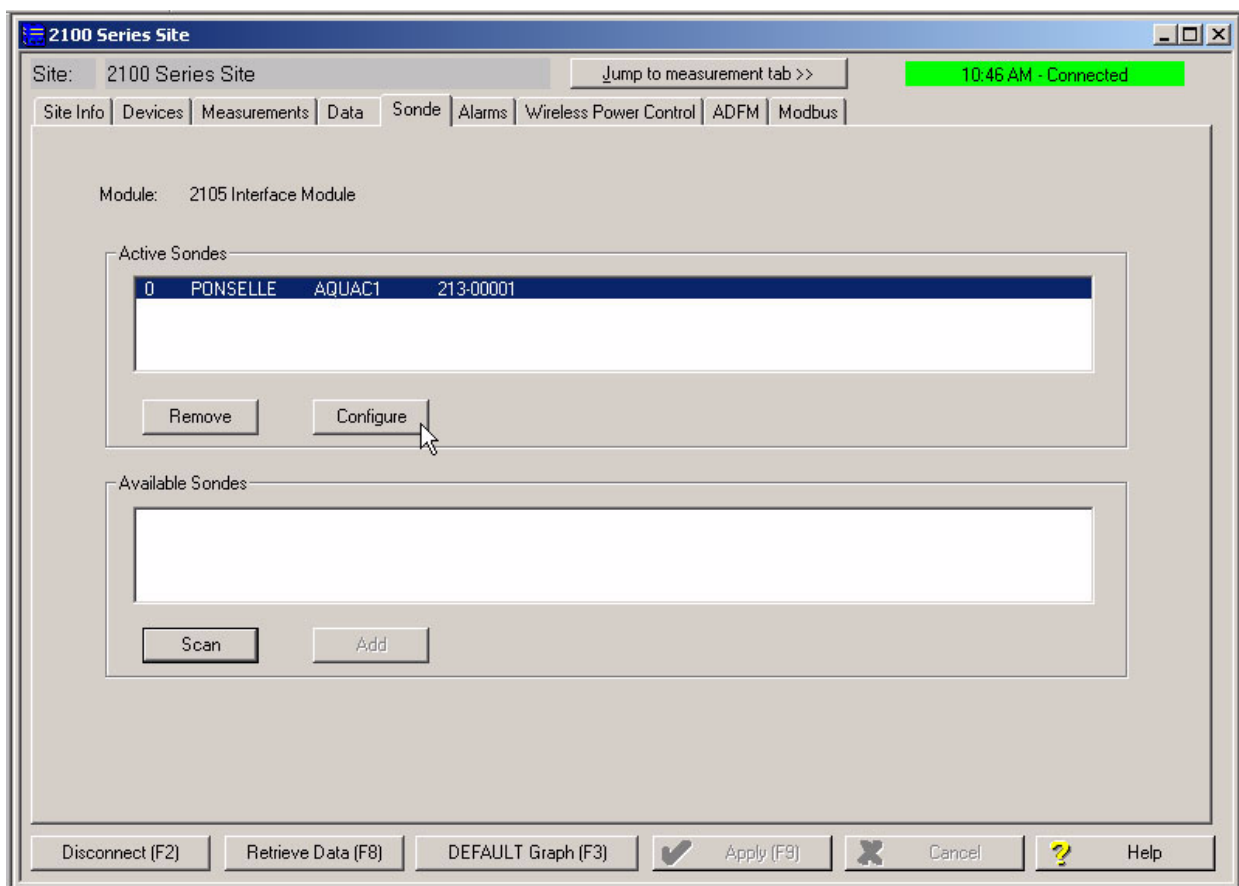 2100 Series Site
Site: 2100 Series Site Jump to measurement tab >> 10:46 AM - Connected
Site Info Devices Measurements Data Sonde Alarms Wireless Power Control ADFM Modbus
Module: 2105 Interface Module
Active Sondes
0 PONSELLE AQUAC1 213-00001
Remove Configure
Available Sondes
Scan Add
Disconnect (F2) Retrieve Data (F8) DEFAULT Graph (F3) Apply (F9) Cancel Help